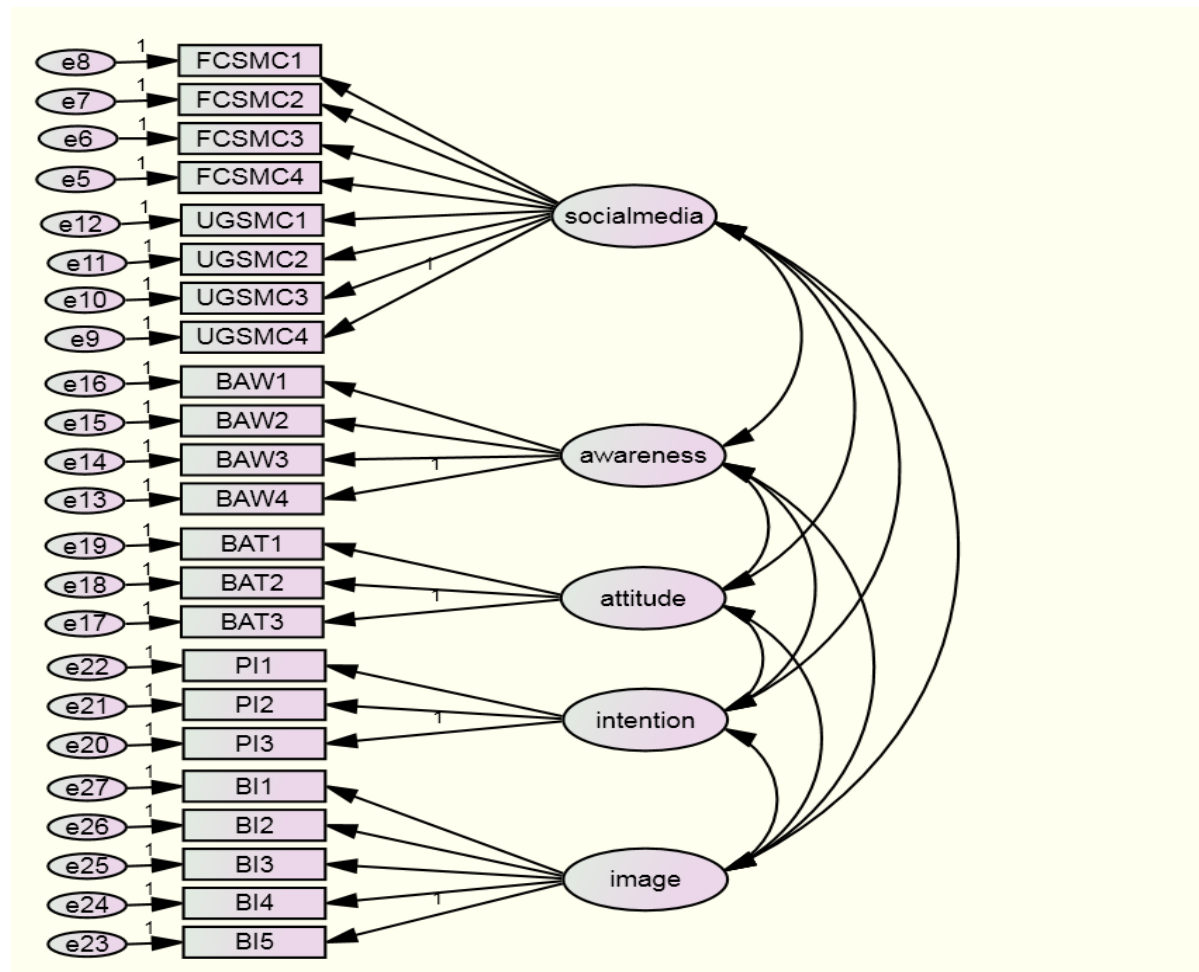 e8 1 FCSMC1
e7 1 FCSMC2
e6 1 FCSMC3
e5 1 FCSMC4
socialmedia
e12 1 UGSMC1
e11 1 UGSMC2
1
e10 1 UGSMC3
e9 1 UGSMC4
e16 1 BAW1
e15 1 BAW2
awareness
e14 1 BAW3
1
e13 1 BAW4
e19 1 BAT1
e18 1 BAT2
1
attitude
e17 1 BAT3
e22 1 PI1
e21 1 PI2
1
intention
e20 1 PI3
e27 1 BI1
e26 1 BI2
e25 1 BI3
image
e24 1 BI4
1
e23 1 BI5